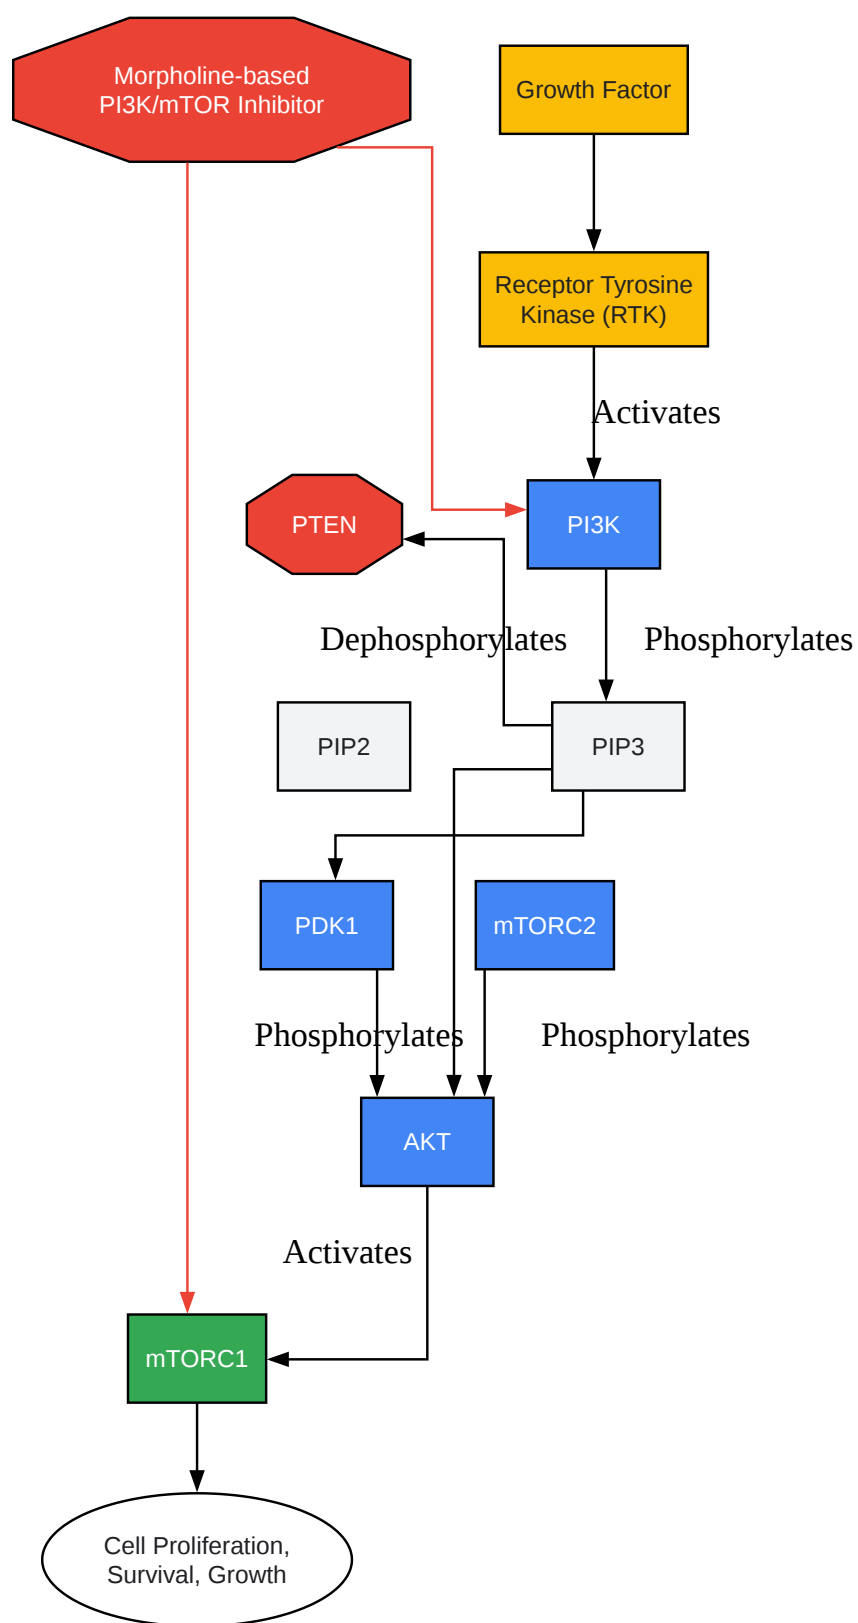 Morpholine-based
PI3K/mTOR Inhibitor
Growth Factor
Receptor Tyrosine
Kinase (RTK)
Activates
PTEN
PI3K
Dephosphorylates
Phosphorylates
PIP2
PIP3
PDK1
mTORC2
Phosphorylates
Phosphorylates
AKT
Activates
mTORC1
Cell Proliferation,
Survival, Growth